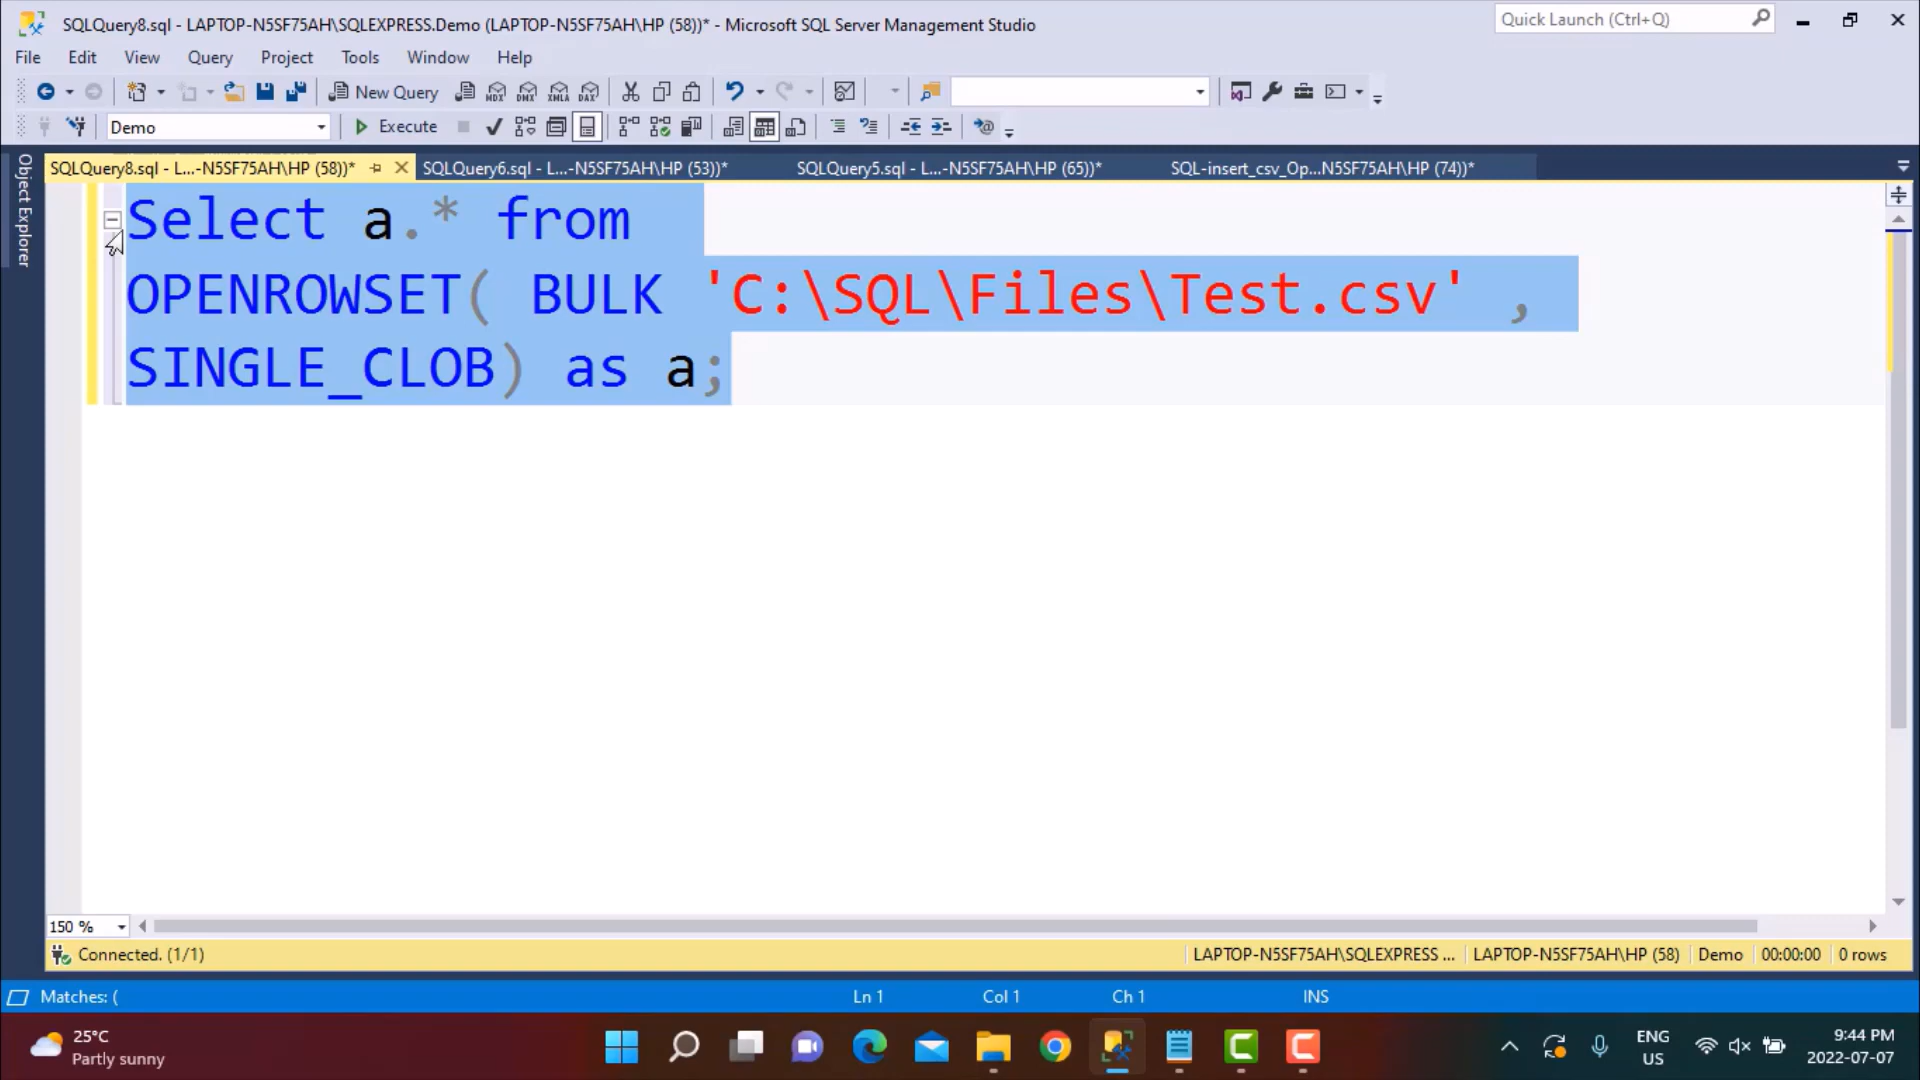 SQLQuery8.sql - LAPTOP-N5SF75AH\SQLEXPRESS.Demo (LAPTOP-N5SF75AH\HP (58))* - Microsoft SQL Server Management Studio
Quick Launch (Ctrl+Q)
File Edit View Query Project Tools Window Help
New Query MDX DMX XMLA DAX
Demo Execute
Object Explorer
SQLQuery8.sql - L...-N5SF75AH\HP (58))* SQLQuery6.sql - L...-N5SF75AH\HP (53))* SQLQuery5.sql - L...-N5SF75AH\HP (65))* SQL-insert_csv_Op...N5SF75AH\HP (74))*
Select a.* from
OPENROWSET( BULK 'C:\SQL\Files\Test.csv' ,
SINGLE_CLOB) as a;
150 %
Connected. (1/1) LAPTOP-N5SF75AH\SQLEXPRESS ... LAPTOP-N5SF75AH\HP (58) Demo 00:00:00 0 rows
Matches: ( Ln 1 Col 1 Ch 1 INS
25°C
Partly sunny
ENG
US
9:44 PM
2022-07-07